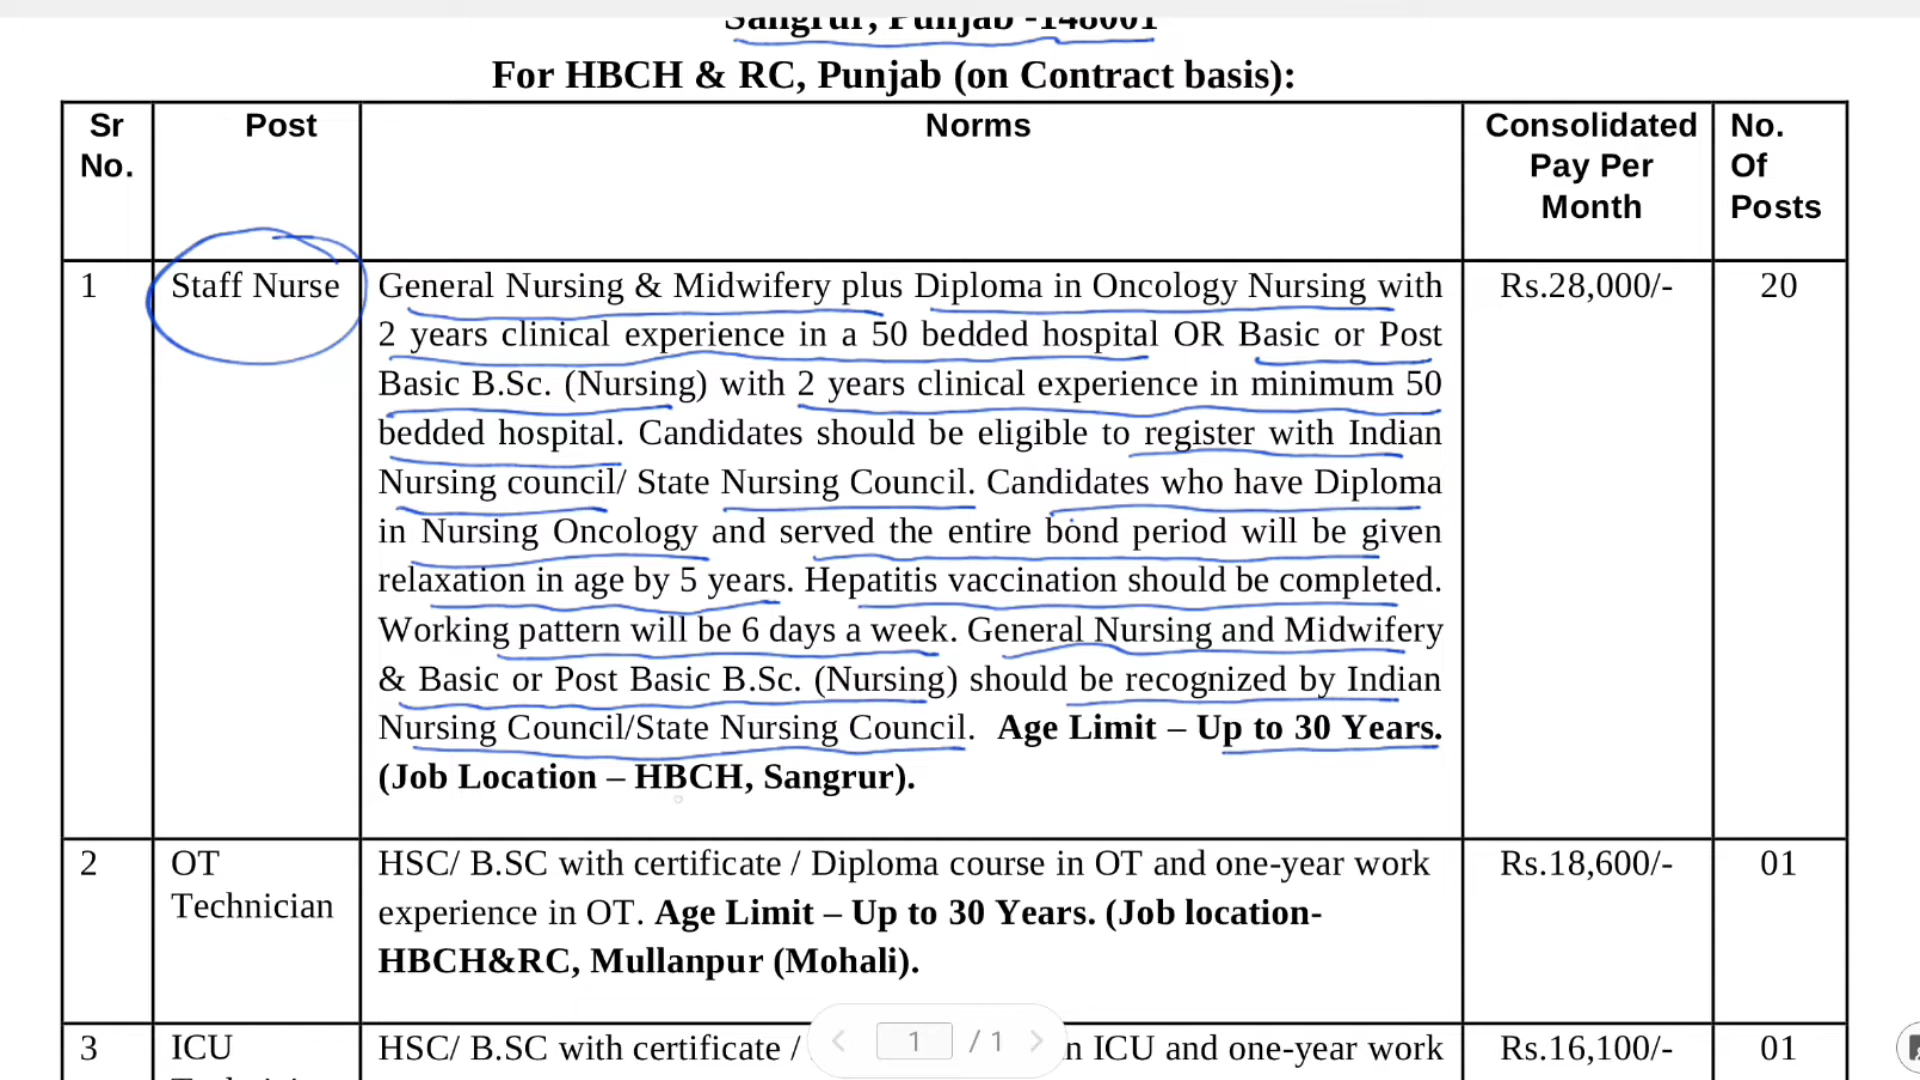 Sangrur, Punjab -148001
For HBCH & RC, Punjab (on Contract basis):
Sr No.
Post
Norms
Consolidated Pay Per Month
No. Of Posts
1
Staff Nurse
General Nursing & Midwifery plus Diploma in Oncology Nursing with
2 years clinical experience in a 50 bedded hospital OR Basic or Post
Basic B.Sc. (Nursing) with 2 years clinical experience in minimum 50
bedded hospital. Candidates should be eligible to register with Indian
Nursing council/ State Nursing Council. Candidates who have Diploma
in Nursing Oncology and served the entire bond period will be given
relaxation in age by 5 years. Hepatitis vaccination should be completed.
Working pattern will be 6 days a week. General Nursing and Midwifery
& Basic or Post Basic B.Sc. (Nursing) should be recognized by Indian
Nursing Council/State Nursing Council. Age Limit – Up to 30 Years.
(Job Location – HBCH, Sangrur).
Rs.28,000/-
20
2
OT
Technician
HSC/ B.SC with certificate / Diploma course in OT and one-year work
experience in OT. Age Limit – Up to 30 Years. (Job location-
HBCH&RC, Mullanpur (Mohali).
Rs.18,600/-
01
3
ICU
HSC/ B.SC with certificate / n ICU and one-year work
Rs.16,100/-
01
1 / 1